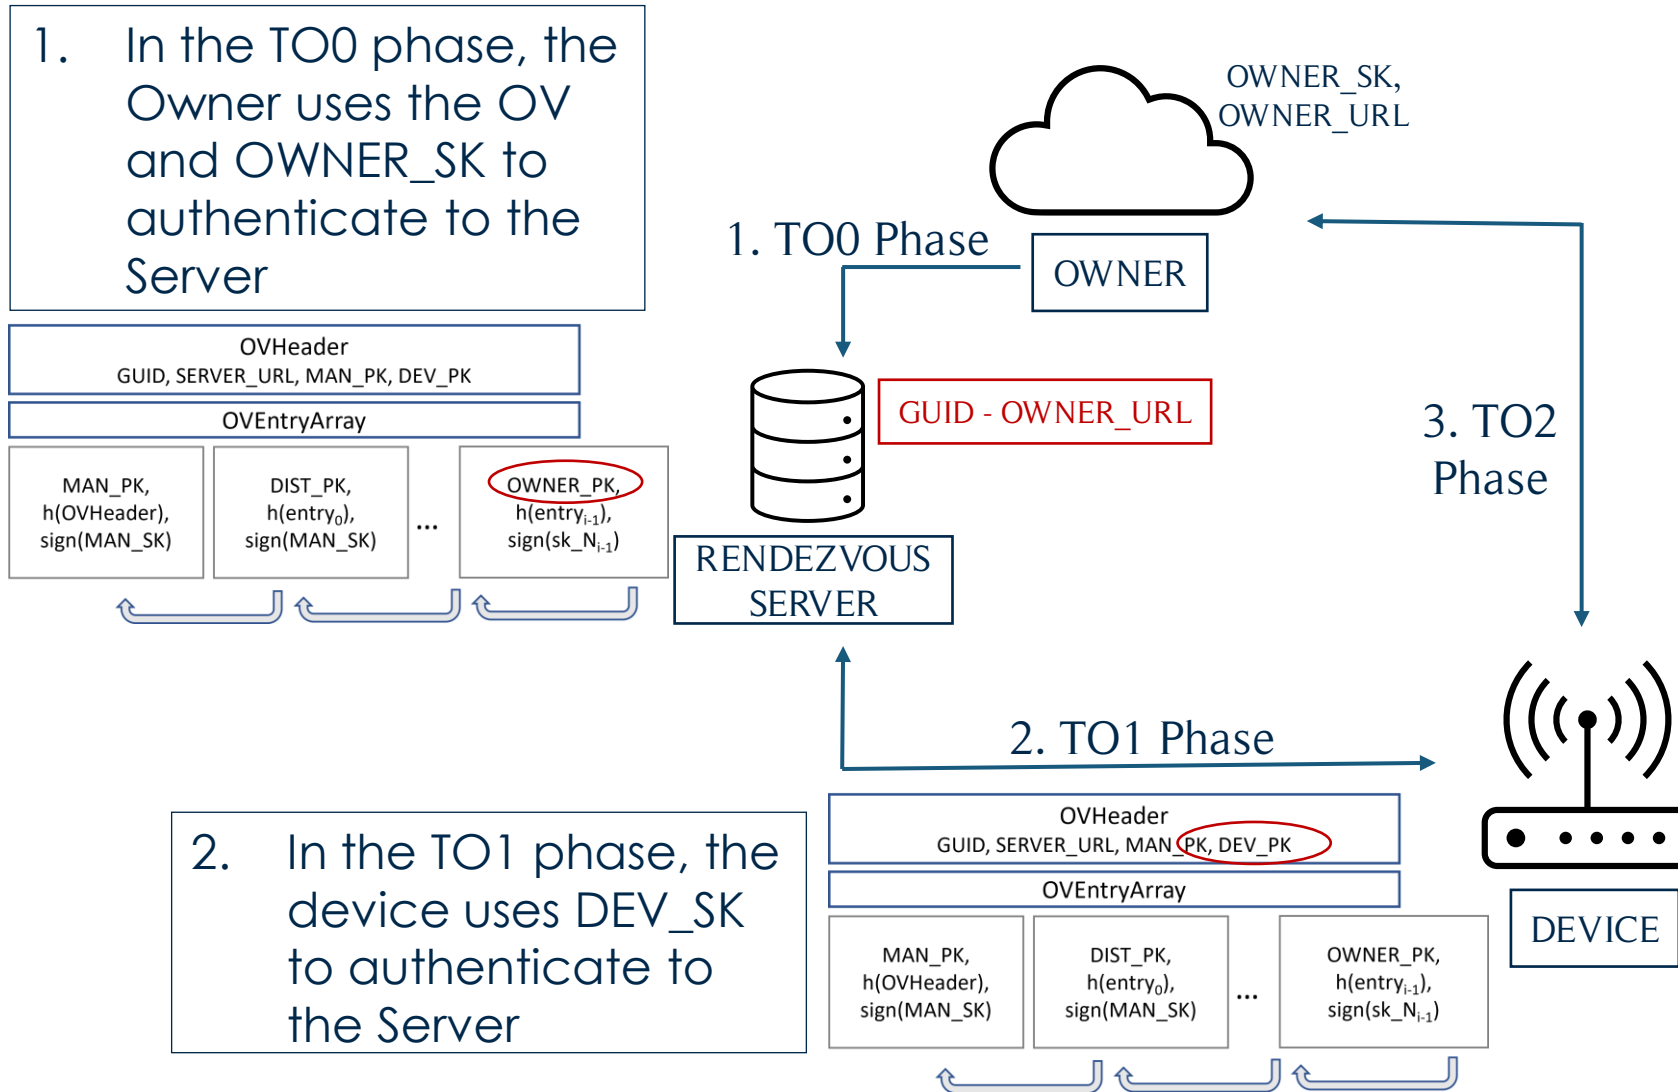 1. In the TO0 phase, the
Owner uses the OV
and OWNER_SK to
authenticate to the
Server
OWNER_SK,
OWNER_URL
1. TO0 Phase
OWNER
OVHeader
GUID, SERVER_URL, MAN_PK, DEV_PK
OVEntryArray
MAN_PK,
h(OVHeader),
sign(MAN_SK)
DIST_PK,
h(entry₀),
sign(MAN_SK)
...
OWNER_PK,
h(entryᵢ₋₁),
sign(sk_Nᵢ₋₁)
GUID - OWNER_URL
RENDEZVOUS
SERVER
3. TO2
Phase
2. TO1 Phase
2. In the TO1 phase, the
device uses DEV_SK
to authenticate to
the Server
OVHeader
GUID, SERVER_URL, MAN_PK, DEV_PK
OVEntryArray
MAN_PK,
h(OVHeader),
sign(MAN_SK)
DIST_PK,
h(entry₀),
sign(MAN_SK)
...
OWNER_PK,
h(entryᵢ₋₁),
sign(sk_Nᵢ₋₁)
DEVICE